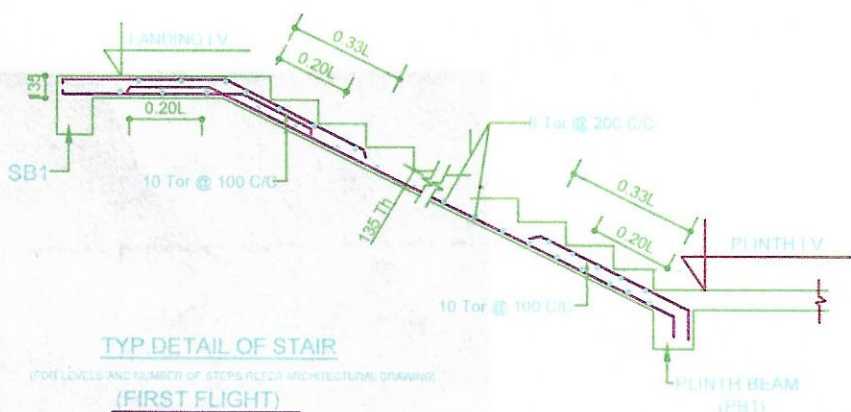 LANDING LV
0.33L
0.20L
135
0.20L
8 Tor @ 200 C/C
SB1
10 Tor @ 100 C/C
135 Th
0.33L
0.20L
PLINTH LV
10 Tor @ 100 C/C
TYP DETAIL OF STAIR
(FOR LEVELS AND NUMBER OF STEPS REFER ARCHITECTURAL DRAWING)
(FIRST FLIGHT)
PLINTH BEAM
(PB1)